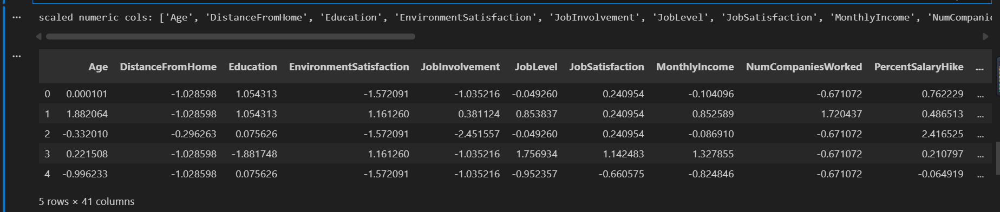 scaled numeric cols: ['Age', 'DistanceFromHome', 'Education', 'EnvironmentSatisfaction', 'JobInvolvement', 'JobLevel', 'JobSatisfaction', 'MonthlyIncome', 'NumCompanie
Age DistanceFromHome Education EnvironmentSatisfaction JobInvolvement JobLevel JobSatisfaction MonthlyIncome NumCompaniesWorked PercentSalaryHike ...
0 0.000101 -1.028598 1.054313 -1.572091 -1.035216 -0.049260 0.240954 -0.104096 -0.671072 0.762229 ...
1 1.882064 -1.028598 1.054313 1.161260 0.381124 0.853837 0.240954 0.852589 1.720437 0.486513 ...
2 -0.332010 -0.296263 0.075626 -1.572091 -2.451557 -0.049260 0.240954 -0.086910 -0.671072 2.416525 ...
3 0.221508 -1.028598 -1.881748 1.161260 -1.035216 1.756934 1.142483 1.327855 -0.671072 0.210797 ...
4 -0.996233 -1.028598 0.075626 -1.572091 -1.035216 -0.952357 -0.660575 -0.824846 -0.671072 -0.064919 ...
5 rows × 41 columns